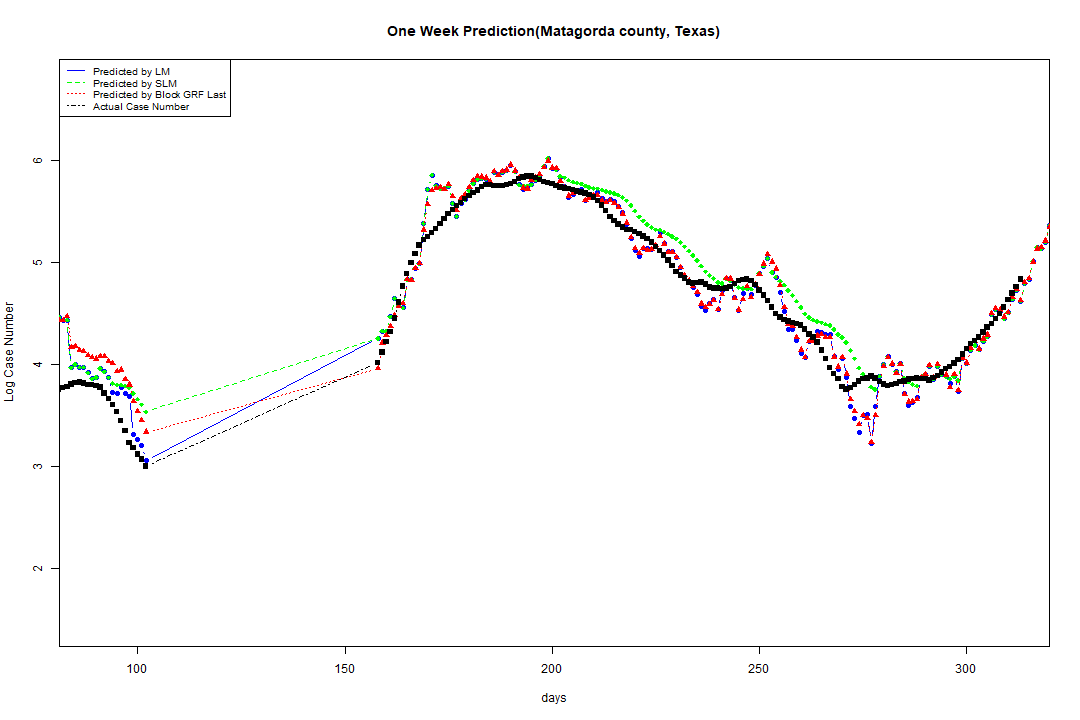 One Week Prediction(Matagorda county, Texas)
Predicted by LM
Predicted by SLM
Predicted by Block GRF Last
Actual Case Number
6
5
4
3
2
Log Case Number
100 150 200 250 300
days